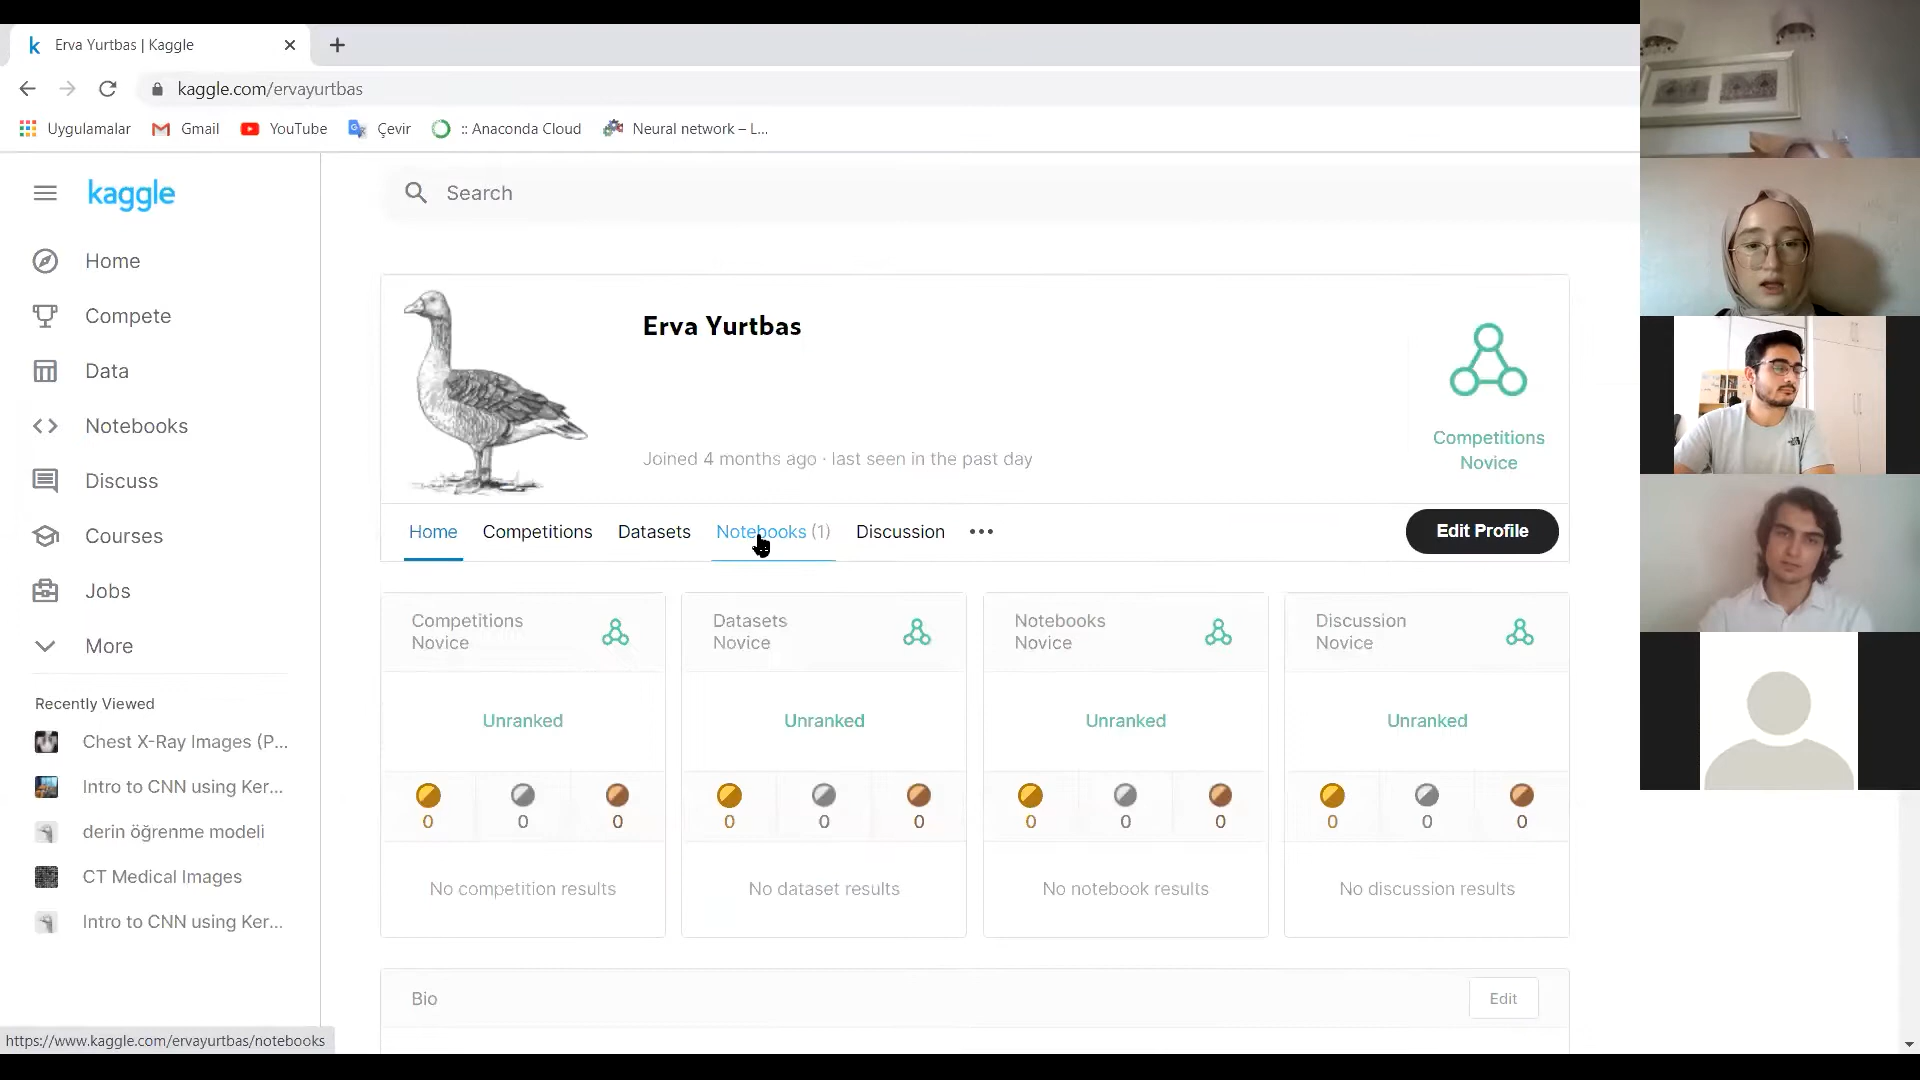 Erva Yurtbas | Kaggle
kaggle.com/ervayurtbas
Uygulamalar
Gmail
YouTube
Çevir
:: Anaconda Cloud
Neural network – L...
kaggle
Search
Home
Compete
Data
Notebooks
Discuss
Courses
Jobs
More
Recently Viewed
Chest X-Ray Images (P...
Intro to CNN using Ker...
derin öğrenme modeli
CT Medical Images
Intro to CNN using Ker...
Erva Yurtbas
Joined 4 months ago · last seen in the past day
Competitions
Novice
Home
Competitions
Datasets
Notebooks (1)
Discussion
Edit Profile
Competitions
Novice
Unranked
0 0 0
No competition results
Datasets
Novice
Unranked
0 0 0
No dataset results
Notebooks
Novice
Unranked
0 0 0
No notebook results
Discussion
Novice
Unranked
0 0 0
No discussion results
Bio
Edit
https://www.kaggle.com/ervayurtbas/notebooks